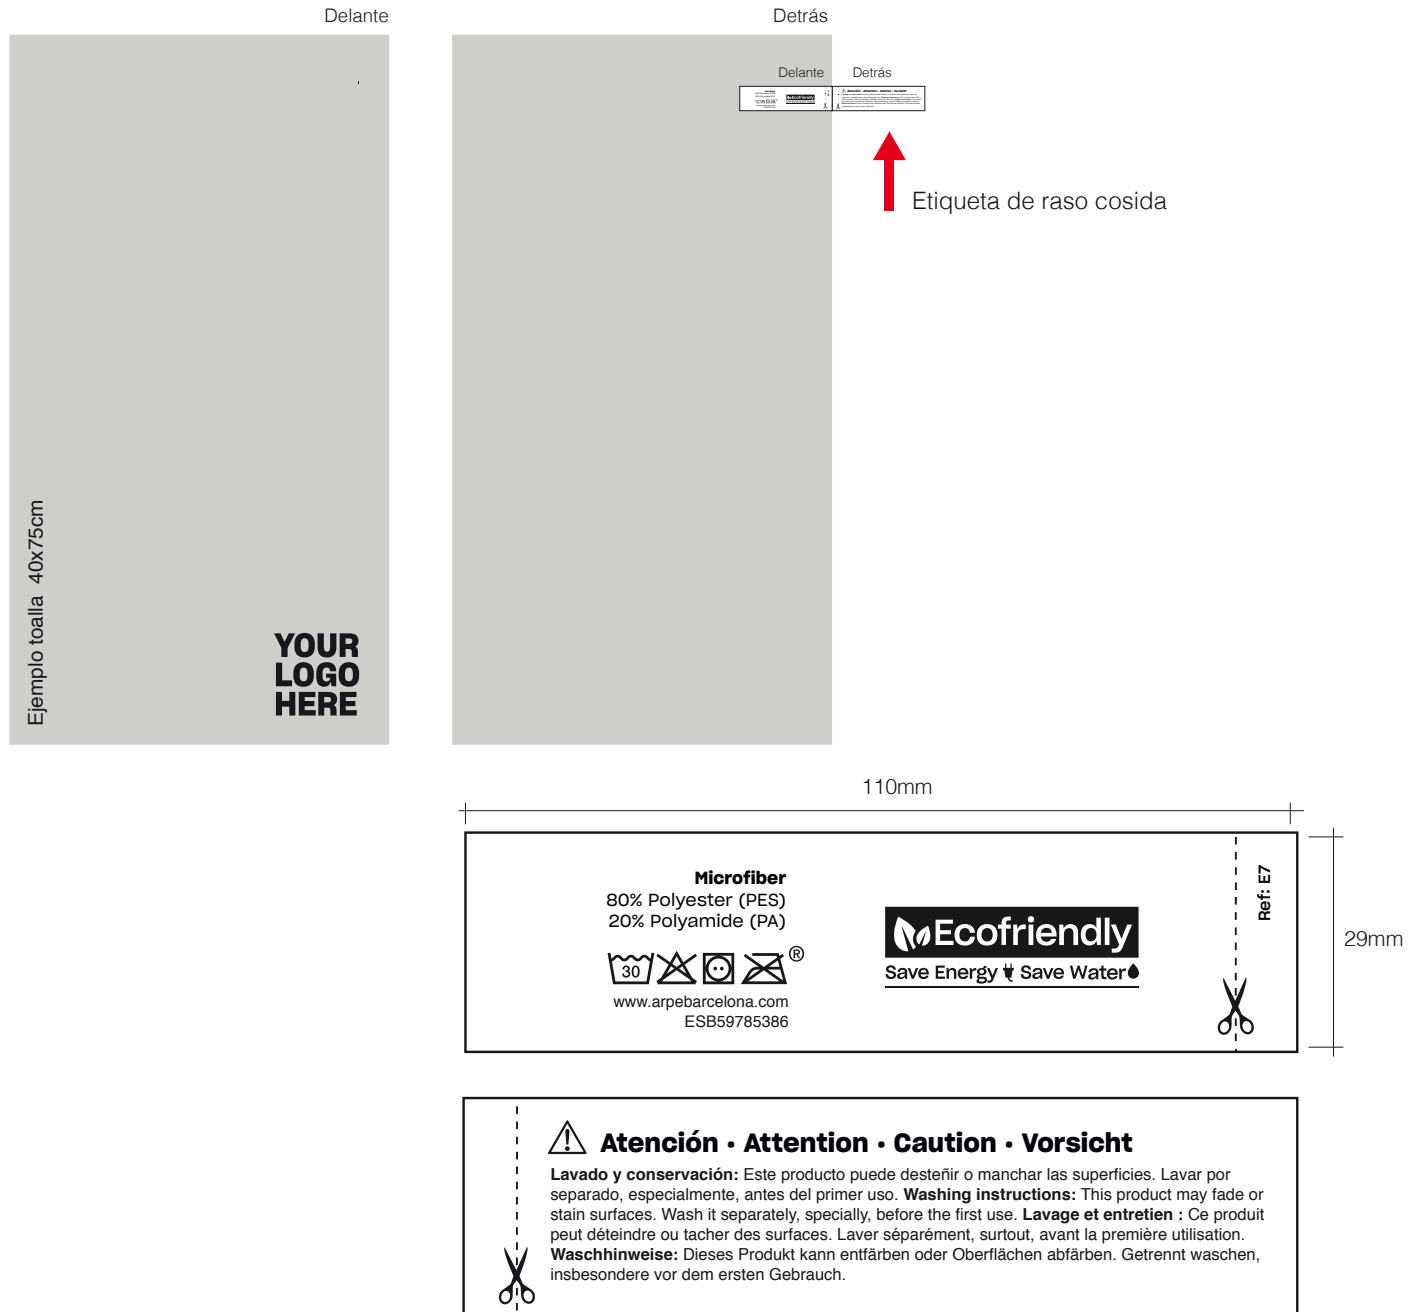 Delante
Detrás
Delante
Detrás
Etiqueta de raso cosida
Ejemplo toalla 40x75cm
YOUR
LOGO
HERE
110mm
Microfiber
80% Polyester (PES)
20% Polyamide (PA)
30
®
www.arpebarcelona.com
ESB59785386
Ecofriendly
Save Energy Save Water
Ref: E7
29mm
Atención · Attention · Caution · Vorsicht
Lavado y conservación: Este producto puede desteñir o manchar las superficies. Lavar por
separado, especialmente, antes del primer uso. Washing instructions: This product may fade or
stain surfaces. Wash it separately, specially, before the first use. Lavage et entretien : Ce produit
peut déteindre ou tacher des surfaces. Laver séparément, surtout, avant la première utilisation.
Waschhinweise: Dieses Produkt kann entfärben oder Oberflächen abfärben. Getrennt waschen,
insbesondere vor dem ersten Gebrauch.